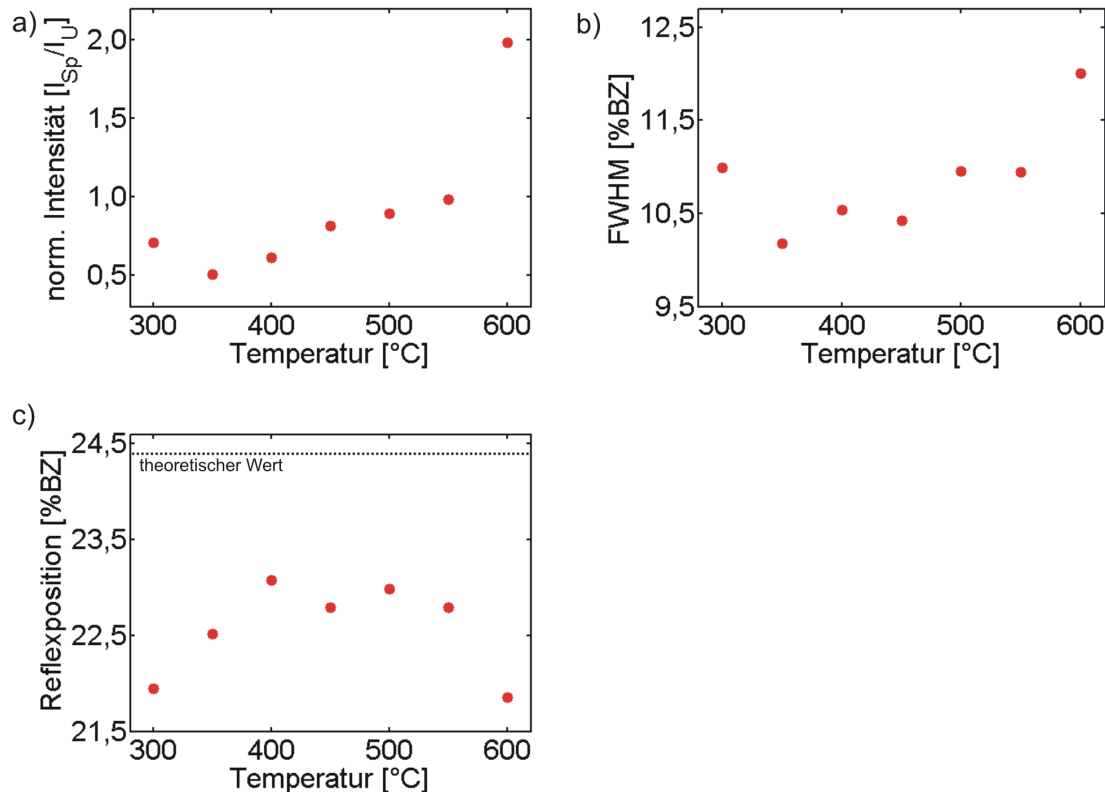 a)
norm. Intensität [I_Sp/I_U]
2,0
1,5
1,0
0,5
300 400 500 600
Temperatur [°C]
b)
FWHM [%BZ]
12,5
11,5
10,5
9,5
300 400 500 600
Temperatur [°C]
c)
Reflexposition [%BZ]
24,5
theoretischer Wert
23,5
22,5
21,5
300 400 500 600
Temperatur [°C]